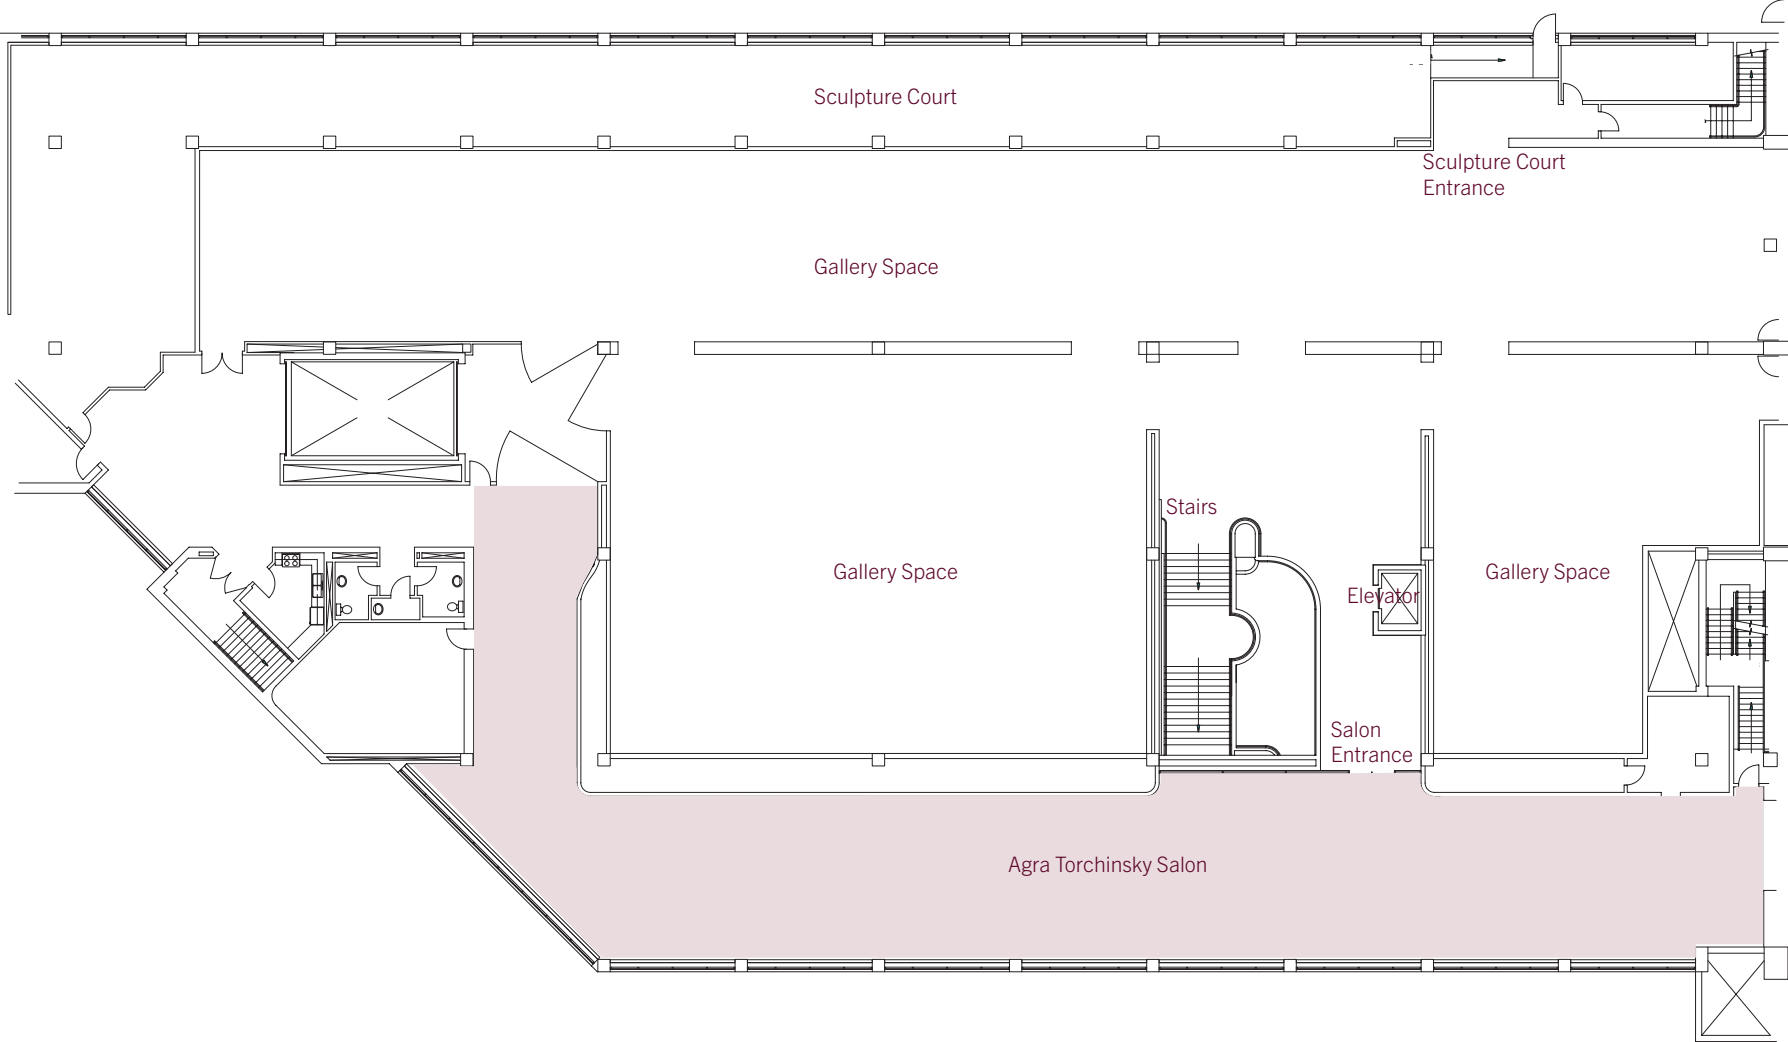 Sculpture Court
Sculpture Court
Entrance
Gallery Space
Stairs
Gallery Space
Gallery Space
Elevator
Salon
Entrance
Agra Torchinsky Salon